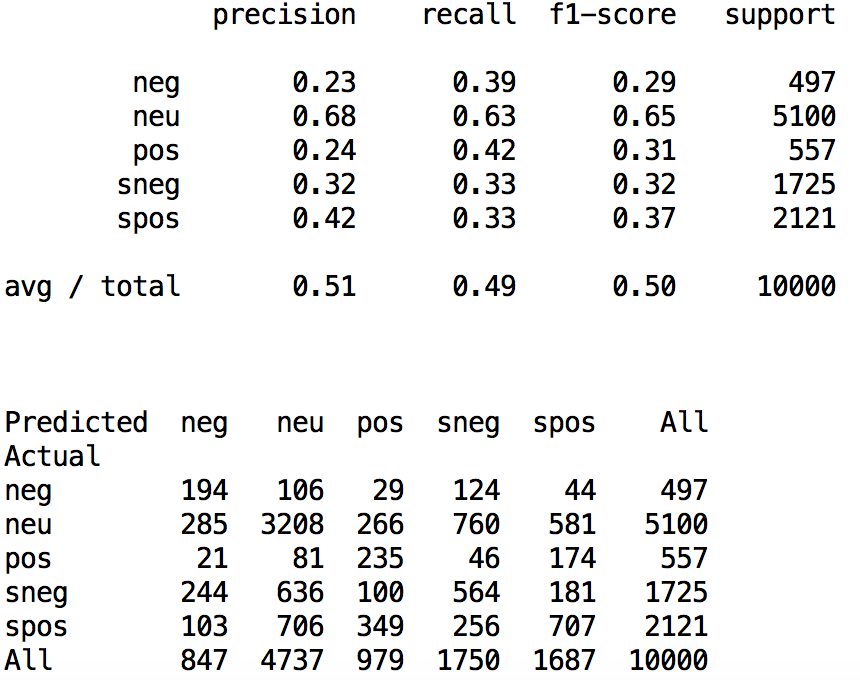 precision recall f1-score support
neg 0.23 0.39 0.29 497
neu 0.68 0.63 0.65 5100
pos 0.24 0.42 0.31 557
sneg 0.32 0.33 0.32 1725
spos 0.42 0.33 0.37 2121
avg / total 0.51 0.49 0.50 10000
Predicted neg neu pos sneg spos All
Actual
neg 194 106 29 124 44 497
neu 285 3208 266 760 581 5100
pos 21 81 235 46 174 557
sneg 244 636 100 564 181 1725
spos 103 706 349 256 707 2121
All 847 4737 979 1750 1687 10000